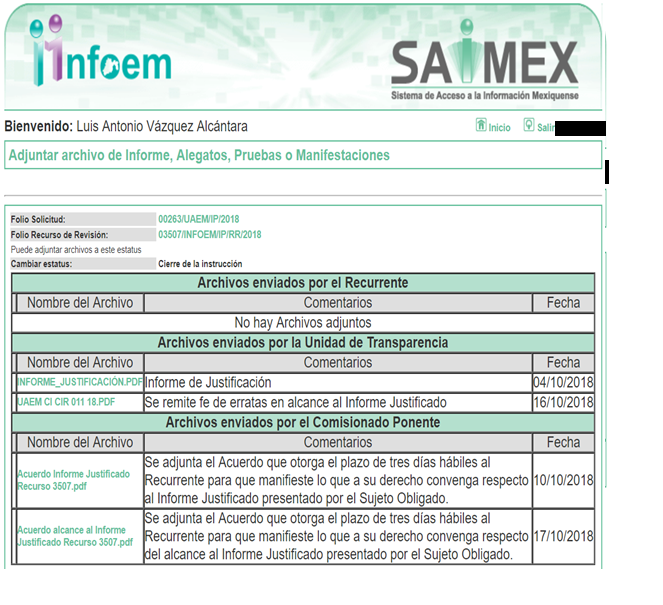 infoem
SAIMEX
Sistema de Acceso a la Información Mexiquense
Bienvenido: Luis Antonio Vázquez Alcántara
Inicio Salir
Adjuntar archivo de Informe, Alegatos, Pruebas o Manifestaciones
Folio Solicitud: 00263/UAEM/IP/2018
Folio Recurso de Revisión: 03507/INFOEM/IP/RR/2018
Puede adjuntar archivos a este estatus
Cambiar estatus: Cierre de la instrucción
Archivos enviados por el Recurrente
Nombre del Archivo Comentarios Fecha
No hay Archivos adjuntos
Archivos enviados por la Unidad de Transparencia
Nombre del Archivo Comentarios Fecha
INFORME_JUSTIFICACIÓN.PDF Informe de Justificación 04/10/2018
UAEM CI CIR 011 18.PDF Se remite fe de erratas en alcance al Informe Justificado 16/10/2018
Archivos enviados por el Comisionado Ponente
Nombre del Archivo Comentarios Fecha
Acuerdo Informe Justificado
Recurso 3507.pdf
Se adjunta el Acuerdo que otorga el plazo de tres días hábiles al
Recurrente para que manifieste lo que a su derecho convenga respecto
al Informe Justificado presentado por el Sujeto Obligado.
10/10/2018
Acuerdo alcance al Informe
Justificado Recurso 3507.pdf
Se adjunta el Acuerdo que otorga el plazo de tres días hábiles al
Recurrente para que manifieste lo que a su derecho convenga respecto
del alcance al Informe Justificado presentado por el Sujeto Obligado.
17/10/2018